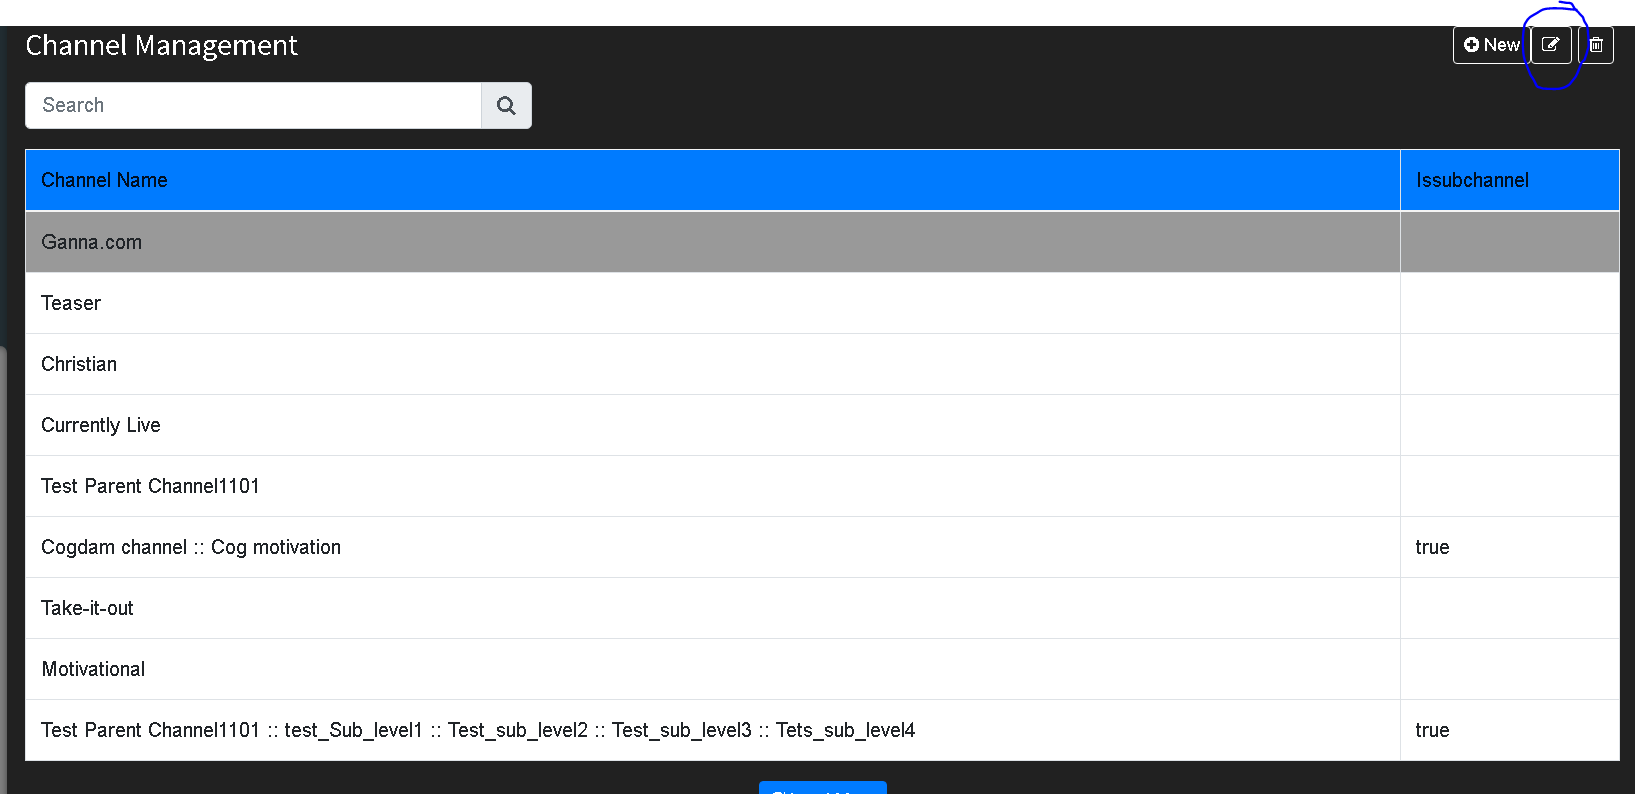 Channel Management
New
Search
Channel Name Issubchannel
Ganna.com
Teaser
Christian
Currently Live
Test Parent Channel1101
Cogdam channel :: Cog motivation true
Take-it-out
Motivational
Test Parent Channel1101 :: test_Sub_level1 :: Test_sub_level2 :: Test_sub_level3 :: Tets_sub_level4 true